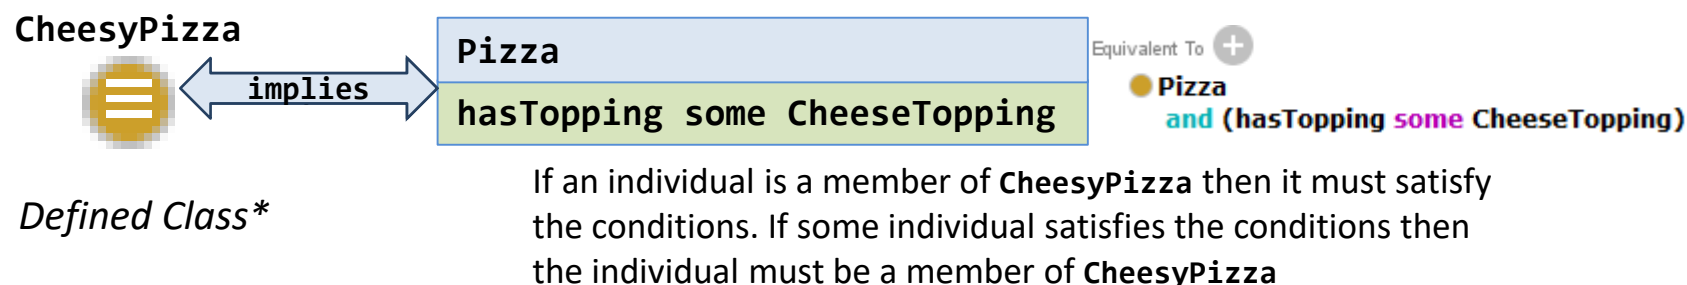 CheesyPizza
implies
Pizza
hasTopping some CheeseTopping
Equivalent To
Pizza
and (hasTopping some CheeseTopping)
Defined Class*
If an individual is a member of CheesyPizza then it must satisfy
the conditions. If some individual satisfies the conditions then
the individual must be a member of CheesyPizza